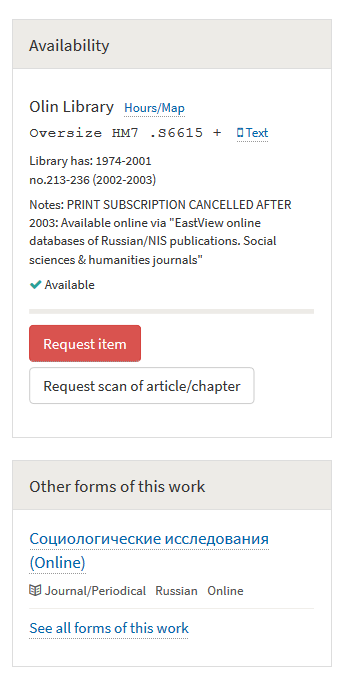 Availability
Olin Library Hours/Map
Oversize HM7 .S6615 + Text
Library has: 1974-2001
no.213-236 (2002-2003)
Notes: PRINT SUBSCRIPTION CANCELLED AFTER
2003: Available online via "EastView online
databases of Russian/NIS publications. Social
sciences & humanities journals"
Available
Request item
Request scan of article/chapter
Other forms of this work
Социологические исследования
(Online)
Journal/Periodical Russian Online
See all forms of this work